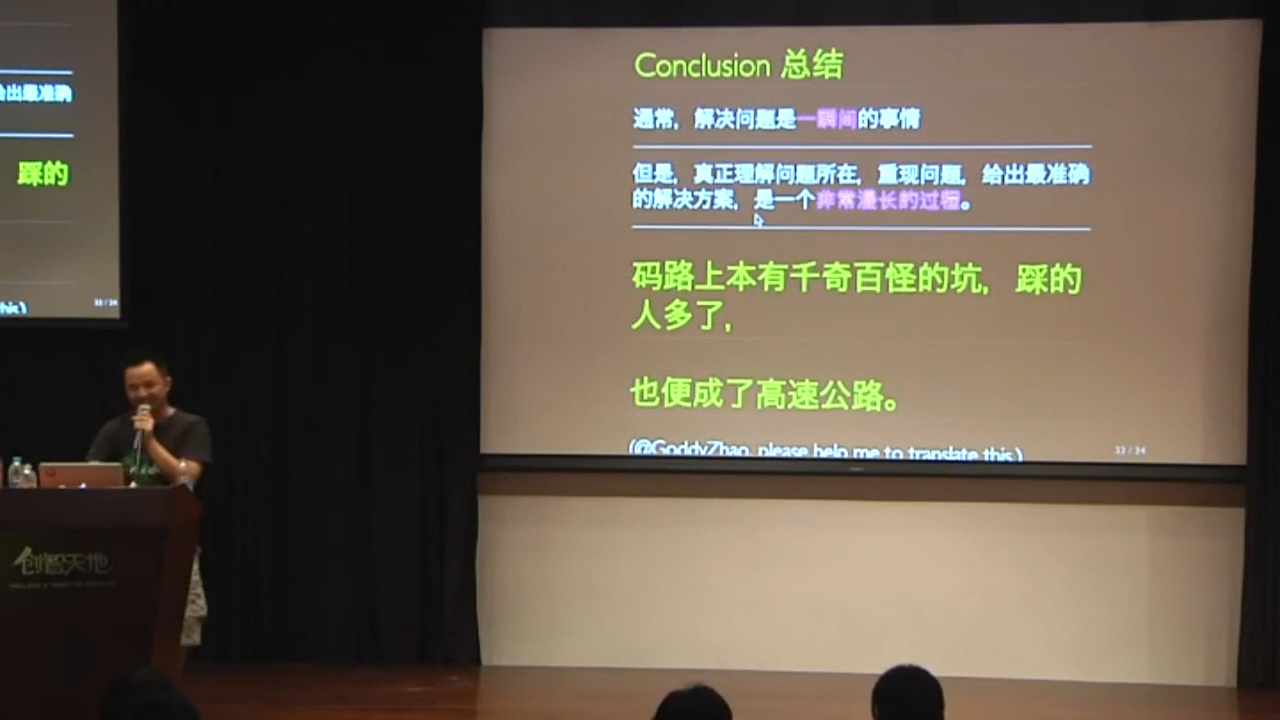 给出最准确
踩的
his)
33 / 34
Conclusion 总结
通常，解决问题是一瞬间的事情
但是，真正理解问题所在，重现问题，给出最准确
的解决方案，是一个非常漫长的过程。
码路上本有千奇百怪的坑，踩的
人多了，
也便成了高速公路。
(@GoddyZhao, please help me to translate this.)
33 / 34
创智天地